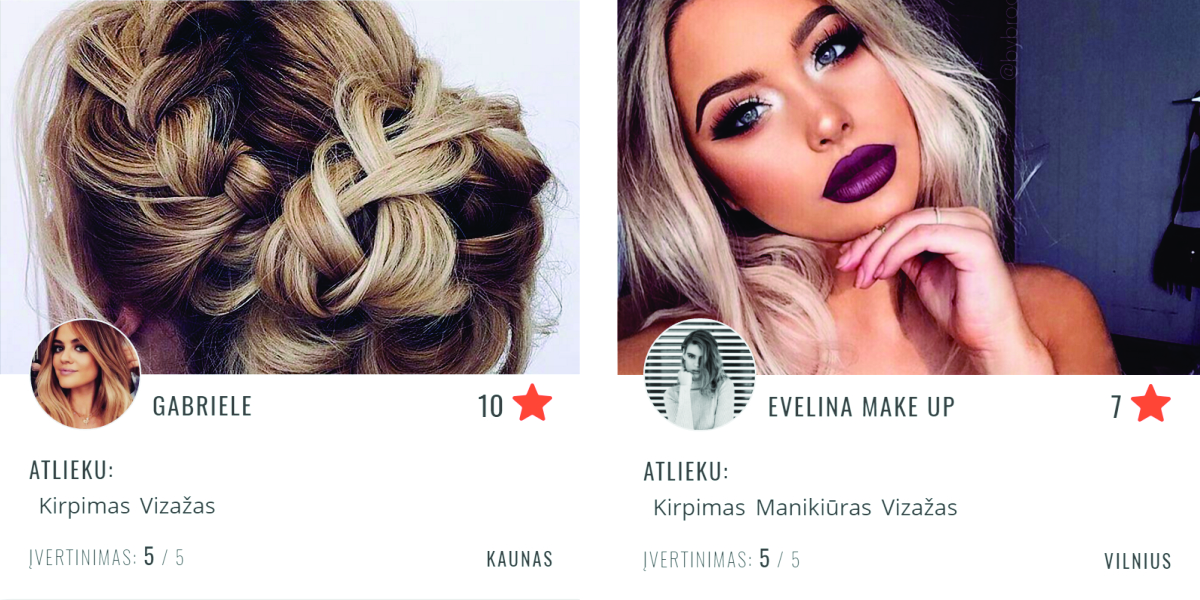 GABRIELE
10
ATLIEKU:
Kirpimas Vizažas
ĮVERTINIMAS: 5 / 5
KAUNAS
EVELINA MAKE UP
7
ATLIEKU:
Kirpimas Manikiūras Vizažas
ĮVERTINIMAS: 5 / 5
VILNIUS